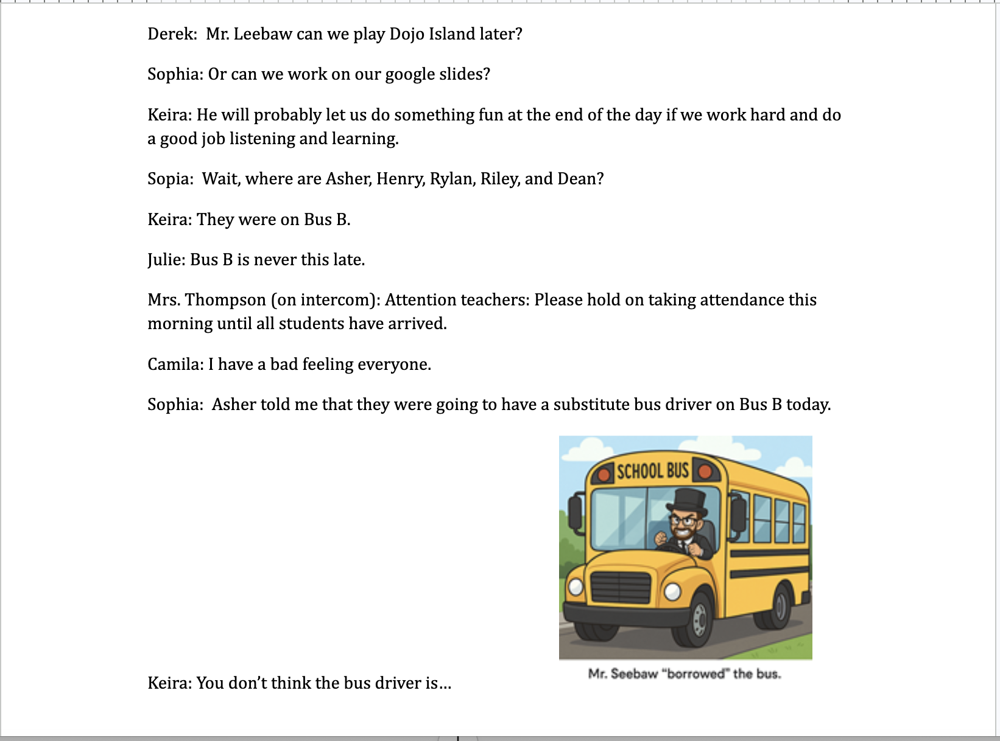 Derek:  Mr. Leebaw can we play Dojo Island later?
Sophia: Or can we work on our google slides?
Keira: He will probably let us do something fun at the end of the day if we work hard and do
a good job listening and learning.
Sopia:  Wait, where are Asher, Henry, Rylan, Riley, and Dean?
Keira: They were on Bus B.
Julie: Bus B is never this late.
Mrs. Thompson (on intercom): Attention teachers: Please hold on taking attendance this
morning until all students have arrived.
Camila: I have a bad feeling everyone.
Sophia:  Asher told me that they were going to have a substitute bus driver on Bus B today.
SCHOOL BUS
Mr. Seebaw “borrowed” the bus.
Keira: You don’t think the bus driver is…